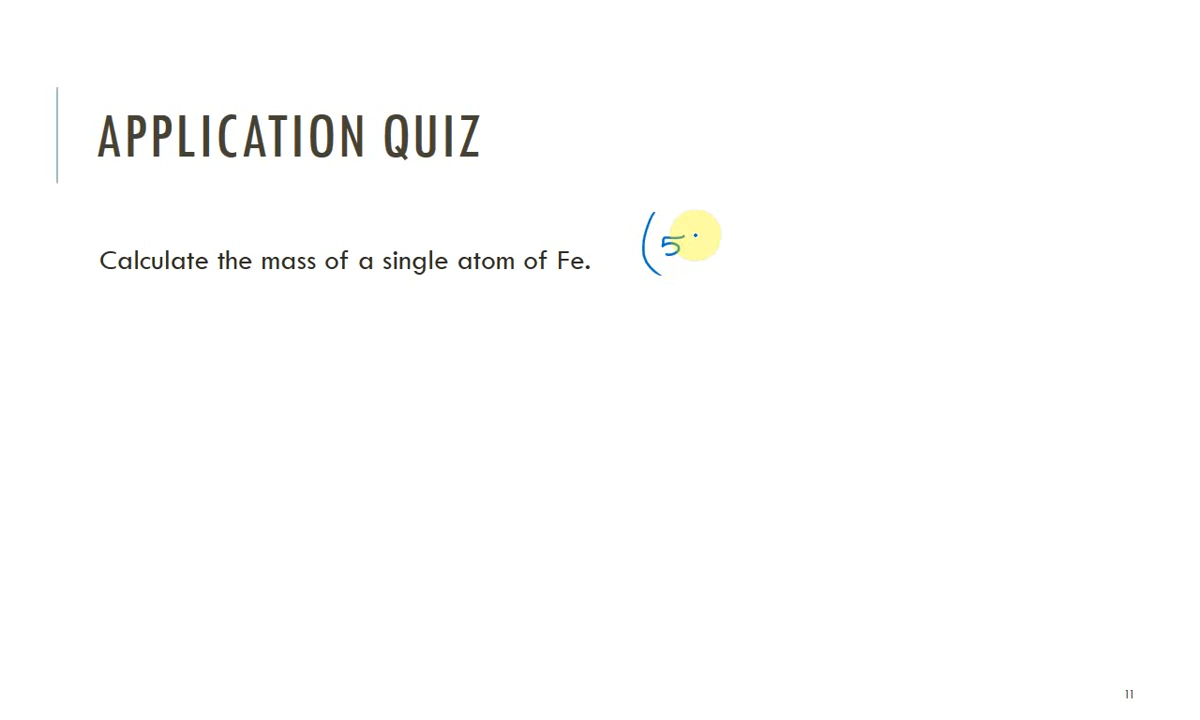 APPLICATION QUIZ
Calculate the mass of a single atom of Fe.
(5
11